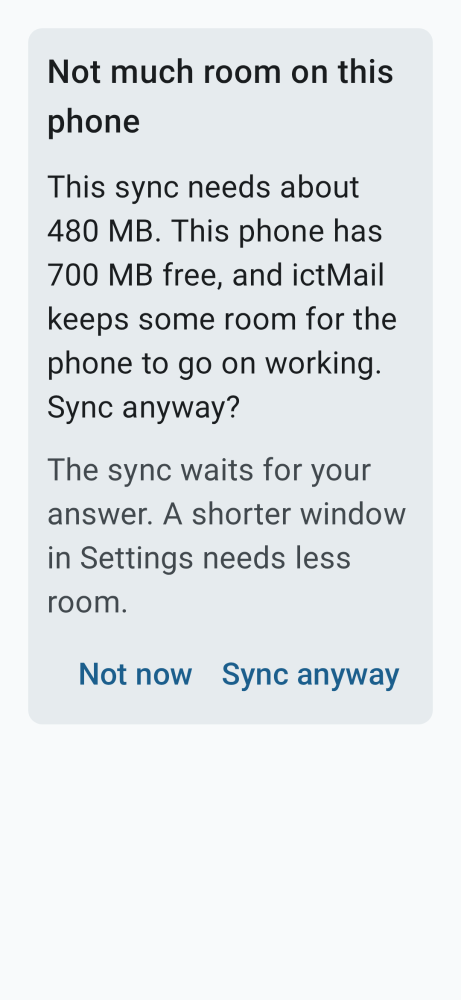 Not much room on this
phone
This sync needs about
480 MB. This phone has
700 MB free, and ictMail
keeps some room for the
phone to go on working.
Sync anyway?
The sync waits for your
answer. A shorter window
in Settings needs less
room.
Not now Sync anyway